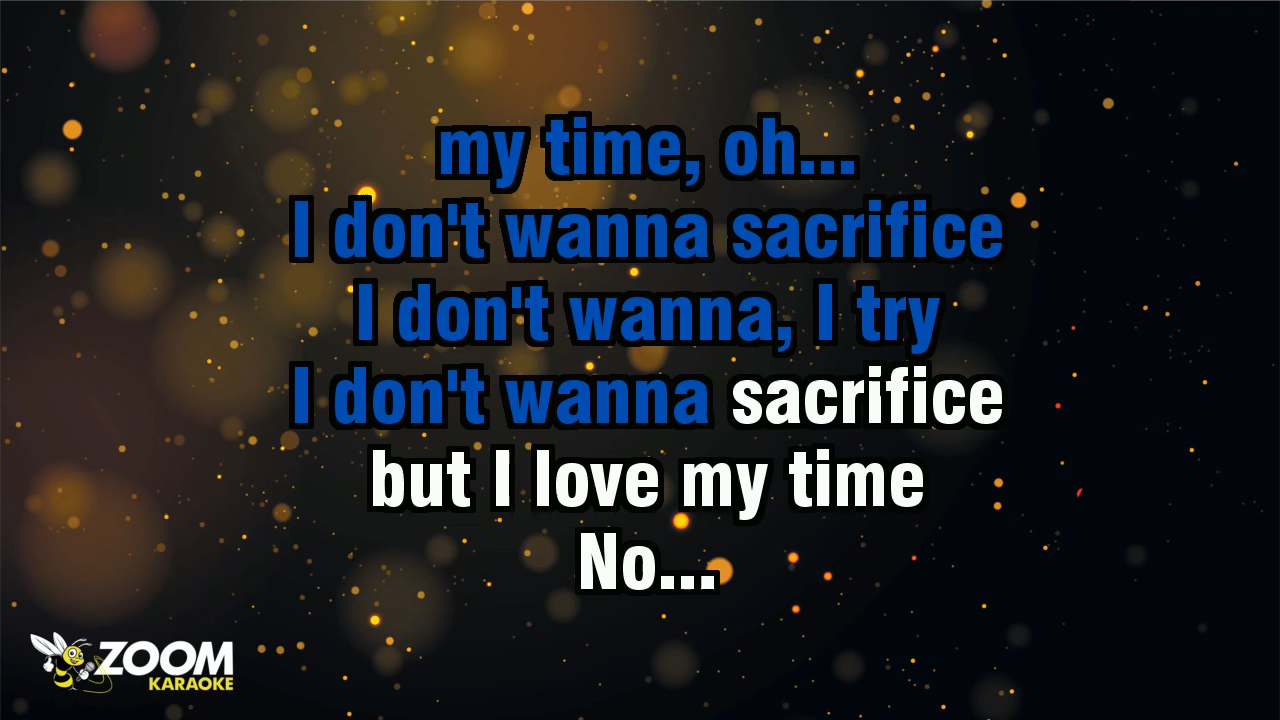 my time, oh...
I don't wanna sacrifice
I don't wanna, I try
I don't wanna sacrifice
but I love my time
No...
ZOOM
KARAOKE